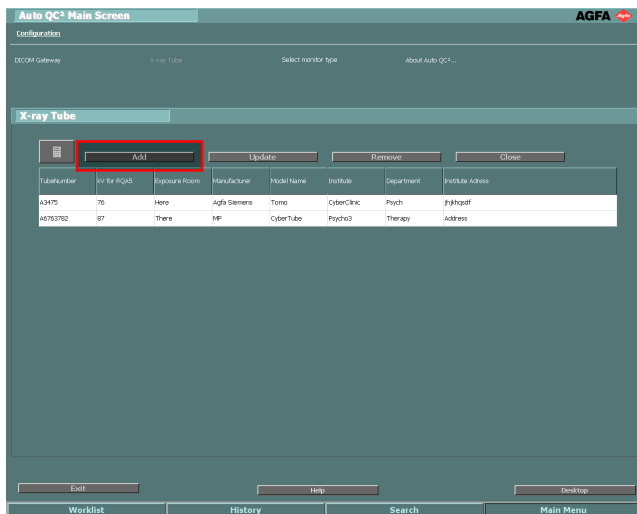 Auto QC² Main Screen
AGFA
Agfa
Configuration
DICOM Gateway X-ray Tube Select monitor type About Auto QC²...
X-ray Tube
Add Update Remove Close
TubeNumber kV for RQA5 Exposure Room Manufacturer Model Name Institute Department Institute Adress
A3475 76 Here Agfa Siemens Tomo CyberClinic Psych jhjkhqsdf
A6763782 87 There MP CyberTube Psycho3 Therapy Address
Exit Help Desktop
Worklist History Search Main Menu